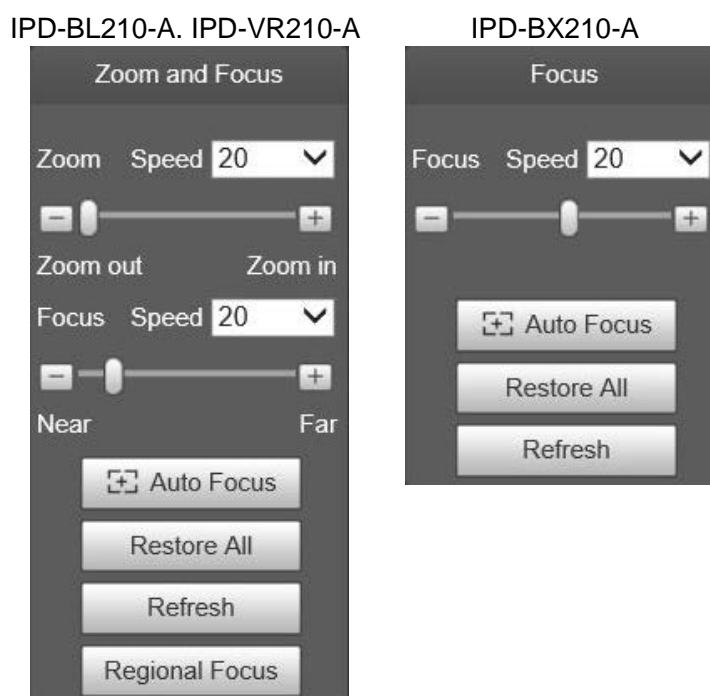 IPD-BL210-A. IPD-VR210-A
Zoom and Focus
Zoom Speed 20
Zoom out Zoom in
Focus Speed 20
Near Far
Auto Focus
Restore All
Refresh
Regional Focus
IPD-BX210-A
Focus
Focus Speed 20
Auto Focus
Restore All
Refresh